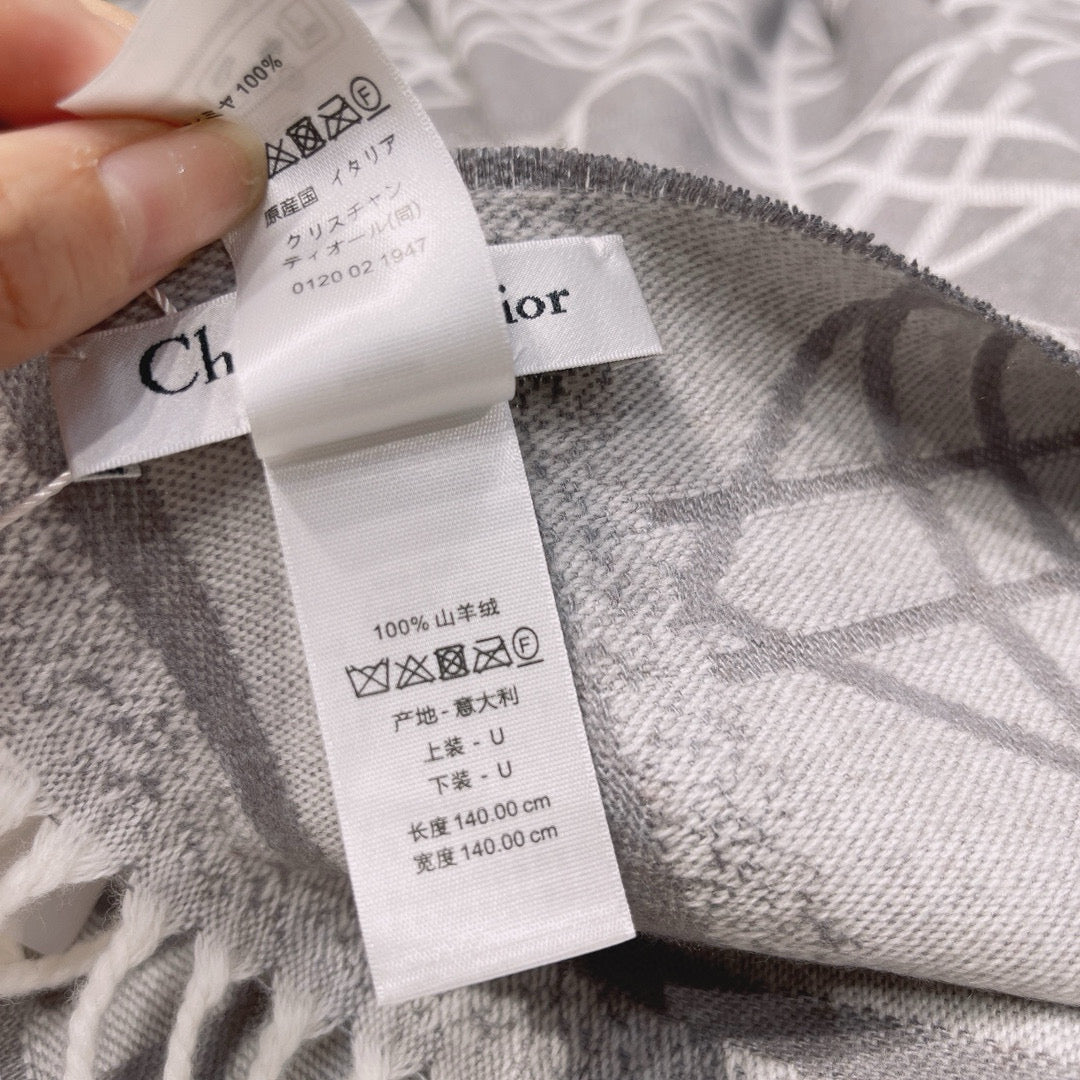 100%
原産国 イタリア
クリスチャン
ディオール(同)
0120 02 1947
Ch ior
100% 山羊绒
产地 - 意大利
上装 - U
下装 - U
长度 140.00 cm
宽度 140.00 cm